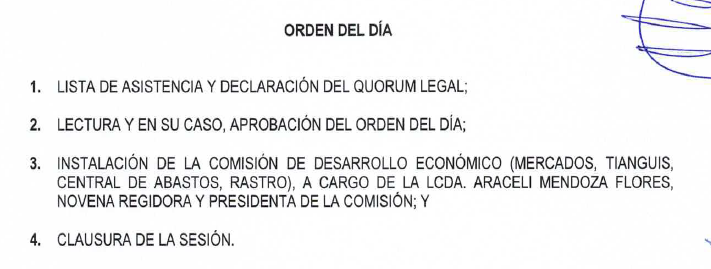 ORDEN DEL DÍA
1. LISTA DE ASISTENCIA Y DECLARACIÓN DEL QUORUM LEGAL;
2. LECTURA Y EN SU CASO, APROBACIÓN DEL ORDEN DEL DÍA;
3. INSTALACIÓN DE LA COMISIÓN DE DESARROLLO ECONÓMICO (MERCADOS, TIANGUIS,
CENTRAL DE ABASTOS, RASTRO), A CARGO DE LA LCDA. ARACELI MENDOZA FLORES,
NOVENA REGIDORA Y PRESIDENTA DE LA COMISIÓN; Y
4. CLAUSURA DE LA SESIÓN.